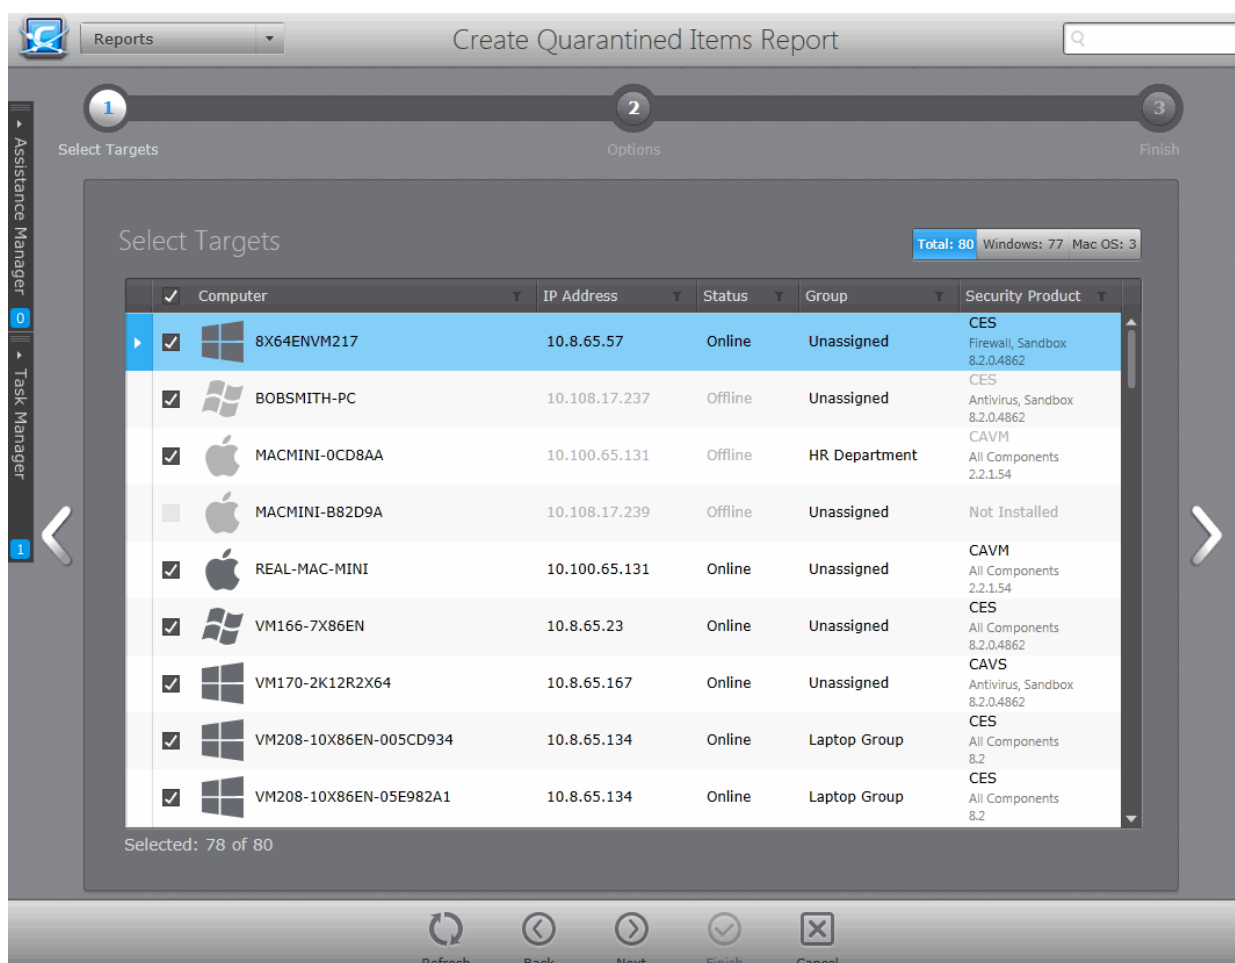 Reports
Create Quarantined Items Report
1
2
3
Select Targets
Options
Finish
Assistance Manager
0
Task Manager
1
Select Targets
Total: 80 Windows: 77 Mac OS: 3
Computer IP Address Status Group Security Product
8X64ENVM217 10.8.65.57 Online Unassigned CES
Firewall, Sandbox
8.2.0.4862
BOBSMITH-PC 10.108.17.237 Offline Unassigned CES
Antivirus, Sandbox
8.2.0.4862
MACMINI-0CD8AA 10.100.65.131 Offline HR Department CAVM
All Components
2.2.1.54
MACMINI-B82D9A 10.108.17.239 Offline Unassigned Not Installed
REAL-MAC-MINI 10.100.65.131 Online Unassigned CAVM
All Components
2.2.1.54
VM166-7X86EN 10.8.65.23 Online Unassigned CES
All Components
8.2.0.4862
VM170-2K12R2X64 10.8.65.167 Online Unassigned CAVS
Antivirus, Sandbox
8.2.0.4862
VM208-10X86EN-005CD934 10.8.65.134 Online Laptop Group CES
All Components
8.2
VM208-10X86EN-05E982A1 10.8.65.134 Online Laptop Group CES
All Components
8.2
Selected: 78 of 80
Refresh Back Next Finish Cancel